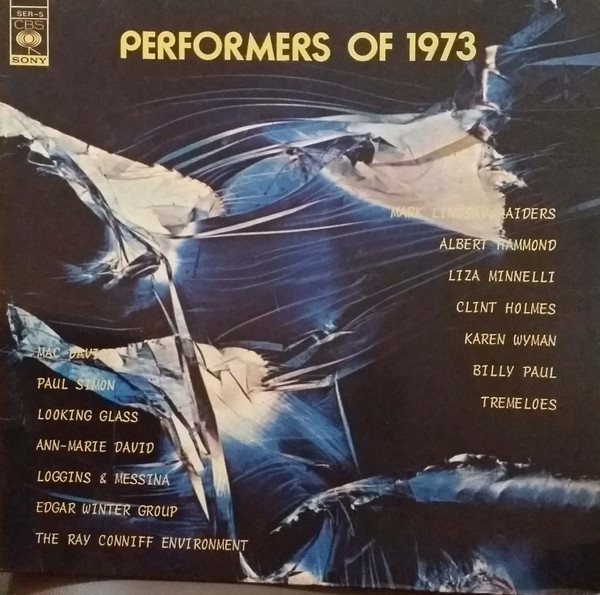 SER-5
CBS
SONY
PERFORMERS OF 1973
MARK LINDSAY RAIDERS
ALBERT HAMMOND
LIZA MINNELLI
CLINT HOLMES
KAREN WYMAN
BILLY PAUL
TREMELOES
MAC DAVIS
PAUL SIMON
LOOKING GLASS
ANN-MARIE DAVID
LOGGINS & MESSINA
EDGAR WINTER GROUP
THE RAY CONNIFF ENVIRONMENT